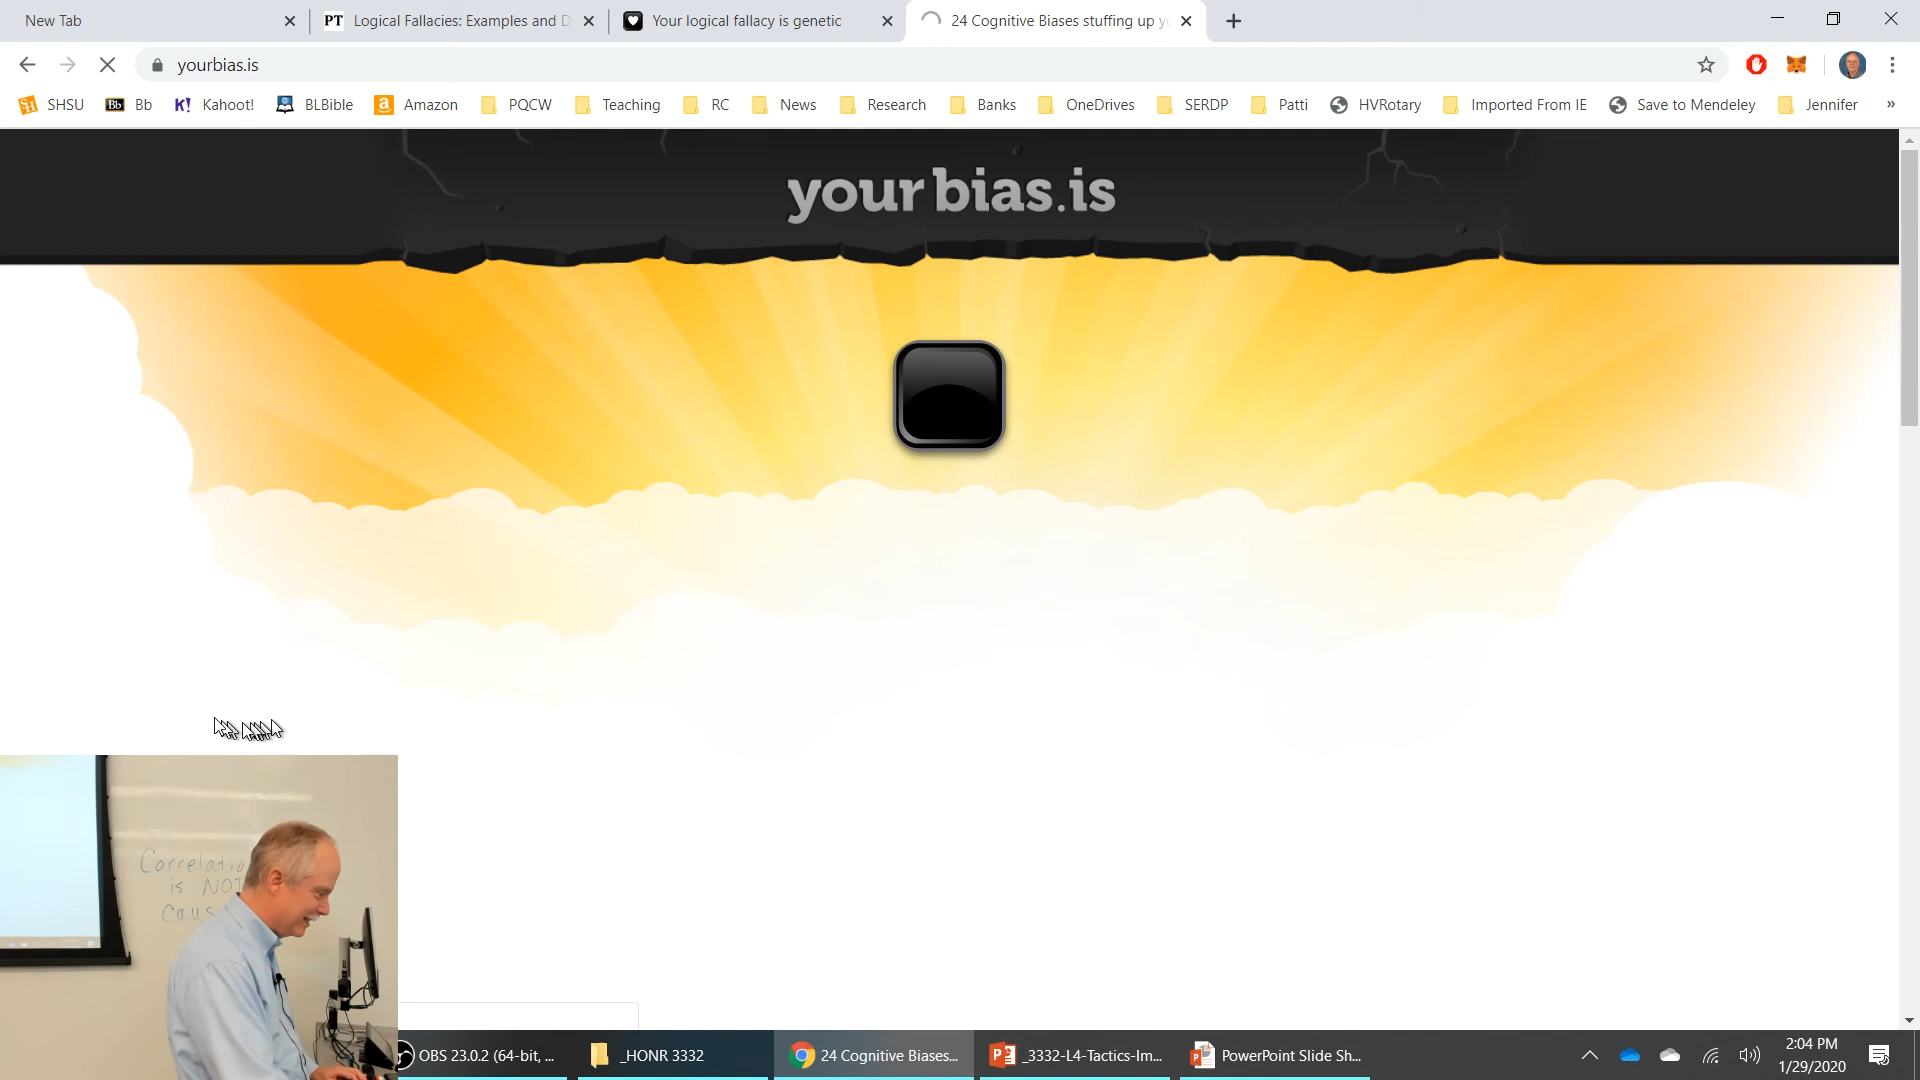 New Tab
PT Logical Fallacies: Examples and D
Your logical fallacy is genetic
24 Cognitive Biases stuffing up yo
yourbias.is
SHSU
Bb Bb
K! Kahoot!
BLBible
a Amazon
PQCW
Teaching
RC
News
Research
Banks
OneDrives
SERDP
Patti
HVRotary
Imported From IE
Save to Mendeley
Jennifer
»
your bias.is
Correlatio
is NOT
Caus
OBS 23.0.2 (64-bit, ...
_HONR 3332
24 Cognitive Biases...
_3332-L4-Tactics-Im...
PowerPoint Slide Sh...
2:04 PM
1/29/2020